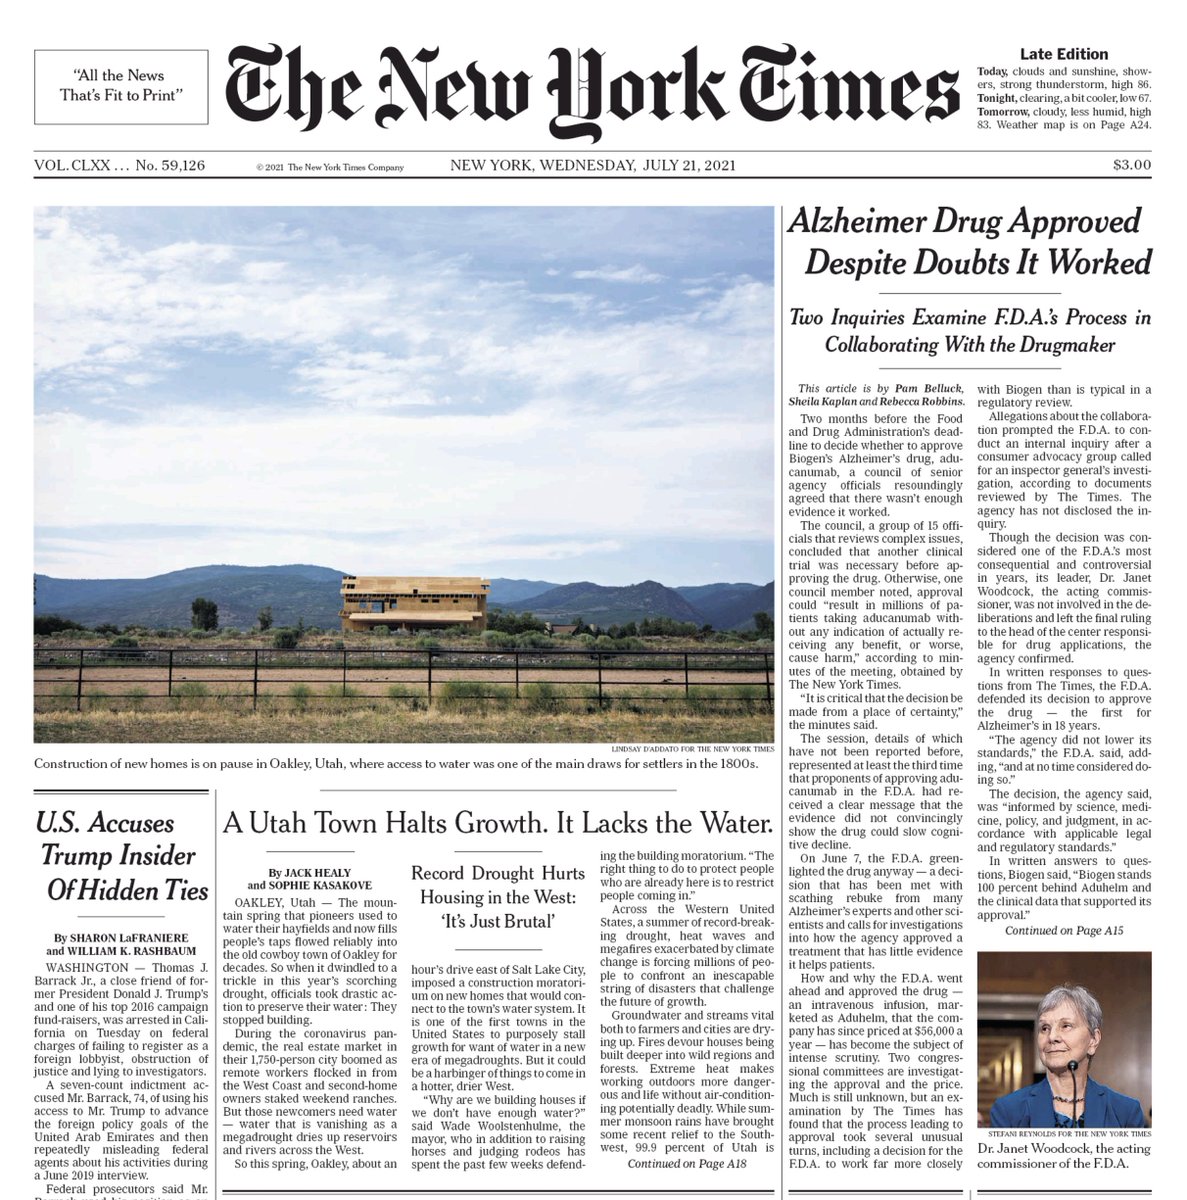 "All the News
That's Fit to Print"
The New York Times
Late Edition
Today, clouds and sunshine, show-
ers, strong thunderstorm, high 86.
Tonight, clearing, a bit cooler, low 67.
Tomorrow, cloudy, less humid, high
83. Weather map is on Page A24.
VOL. CLXX . . . No. 59,126
© 2021 The New York Times Company
NEW YORK, WEDNESDAY, JULY 21, 2021
$3.00
LINDSAY D'ADDATO FOR THE NEW YORK TIMES
Construction of new homes is on pause in Oakley, Utah, where access to water was one of the main draws for settlers in the 1800s.
U.S. Accuses
Trump Insider
Of Hidden Ties
By SHARON LaFRANIERE
and WILLIAM K. RASHBAUM
WASHINGTON — Thomas J.
Barrack Jr., a close friend of for-
mer President Donald J. Trump's
and one of his top 2016 campaign
fund-raisers, was arrested in Cali-
fornia on Tuesday on federal
charges of failing to register as a
foreign lobbyist, obstruction of
justice and lying to investigators.
A seven-count indictment ac-
cused Mr. Barrack, 74, of using his
access to Mr. Trump to advance
the foreign policy goals of the
United Arab Emirates and then
repeatedly misleading federal
agents about his activities during
a June 2019 interview.
Federal prosecutors said Mr.
A Utah Town Halts Growth. It Lacks the Water.
By JACK HEALY
and SOPHIE KASAKOVE
OAKLEY, Utah — The moun-
tain spring that pioneers used to
water their hayfields and now fills
people's taps flowed reliably into
the old cowboy town of Oakley for
decades. So when it dwindled to a
trickle in this year's scorching
drought, officials took drastic ac-
tion to preserve their water: They
stopped building.
During the coronavirus pan-
demic, the real estate market in
their 1,750-person city boomed as
remote workers flocked in from
the West Coast and second-home
owners staked weekend ranches.
But those newcomers need water
— water that is vanishing as a
megadrought dries up reservoirs
and rivers across the West.
So this spring, Oakley, about an
Record Drought Hurts
Housing in the West:
'It's Just Brutal'
hour's drive east of Salt Lake City,
imposed a construction moratori-
um on new homes that would con-
nect to the town's water system. It
is one of the first towns in the
United States to purposely stall
growth for want of water in a new
era of megadroughts. But it could
be a harbinger of things to come in
a hotter, drier West.
"Why are we building houses if
we don't have enough water?"
said Wade Woolstenhulme, the
mayor, who in addition to raising
horses and judging rodeos has
spent the past few weeks defend-
ing the building moratorium. "The
right thing to do to protect people
who are already here is to restrict
people coming in."
Across the Western United
States, a summer of record-break-
ing drought, heat waves and
megafires exacerbated by climate
change is forcing millions of peo-
ple to confront an inescapable
string of disasters that challenge
the future of growth.
Groundwater and streams vital
both to farmers and cities are dry-
ing up. Fires devour houses being
built deeper into wild regions and
forests. Extreme heat makes
working outdoors more danger-
ous and life without air-condition-
ing potentially deadly. While sum-
mer monsoon rains have brought
some recent relief to the South-
west, 99.9 percent of Utah is
Continued on Page A18
Alzheimer Drug Approved
Despite Doubts It Worked
Two Inquiries Examine F.D.A.'s Process in
Collaborating With the Drugmaker
This article is by Pam Belluck,
Sheila Kaplan and Rebecca Robbins.
Two months before the Food
and Drug Administration's dead-
line to decide whether to approve
Biogen's Alzheimer's drug, adu-
canumab, a council of senior
agency officials resoundingly
agreed that there wasn't enough
evidence it worked.
The council, a group of 15 offi-
cials that reviews complex issues,
concluded that another clinical
trial was necessary before ap-
proving the drug. Otherwise, one
council member noted, approval
could "result in millions of pa-
tients taking aducanumab with-
out any indication of actually re-
ceiving any benefit, or worse,
cause harm," according to min-
utes of the meeting, obtained by
The New York Times.
"It is critical that the decision be
made from a place of certainty,"
the minutes said.
The session, details of which
have not been reported before,
represented at least the third time
that proponents of approving adu-
canumab in the F.D.A. had re-
ceived a clear message that the
evidence did not convincingly
show the drug could slow cogni-
tive decline.
On June 7, the F.D.A. green-
lighted the drug anyway — a deci-
sion that has been met with
scathing rebuke from many
Alzheimer's experts and other sci-
entists and calls for investigations
into how the agency approved a
treatment that has little evidence
it helps patients.
How and why the F.D.A. went
ahead and approved the drug —
an intravenous infusion, mar-
keted as Aduhelm, that the com-
pany has since priced at $56,000 a
year — has become the subject of
intense scrutiny. Two congres-
sional committees are investigat-
ing the approval and the price.
Much is still unknown, but an ex-
amination by The Times has
found that the process leading to
approval took several unusual
turns, including a decision for the
F.D.A. to work far more closely
with Biogen than is typical in a
regulatory review.
Allegations about the collabora-
tion prompted the F.D.A. to con-
duct an internal inquiry after a
consumer advocacy group called
for an inspector general's investi-
gation, according to documents
reviewed by The Times. The
agency has not disclosed the in-
quiry.
Though the decision was con-
sidered one of the F.D.A.'s most
consequential and controversial
in years, its leader, Dr. Janet
Woodcock, the acting commis-
sioner, was not involved in the de-
liberations and left the final ruling
to the head of the center responsi-
ble for drug applications, the
agency confirmed.
In written responses to ques-
tions from The Times, the F.D.A.
defended its decision to approve
the drug — the first for
Alzheimer's in 18 years.
"The agency did not lower its
standards," the F.D.A. said, add-
ing, "and at no time considered do-
ing so."
The decision, the agency said,
was "informed by science, medi-
cine, policy, and judgment, in ac-
cordance with applicable legal
and regulatory standards."
In written answers to ques-
tions, Biogen said, "Biogen stands
100 percent behind Aduhelm and
the clinical data that supported its
approval."
Continued on Page A15
STEFANI REYNOLDS FOR THE NEW YORK TIMES
Dr. Janet Woodcock, the acting
commissioner of the F.D.A.